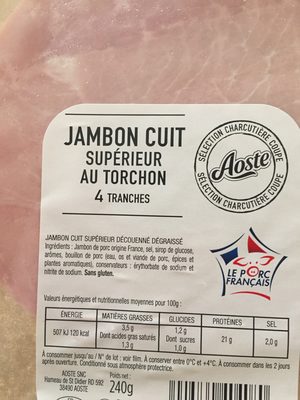 JAMBON CUIT
SUPÉRIEUR
AU TORCHON
4 TRANCHES
SÉLECTION CHARCUTIÈRE COUPE
Aoste
SÉLECTION CHARCUTIÈRE COUPE
JAMBON CUIT SUPÉRIEUR DÉCOUENNÉ DÉGRAISSÉ
Ingrédients : Jambon de porc origine France, sel, sirop de glucose,
arômes, bouillon de porc (eau, os et viande de porc, épices et
plantes aromatiques), conservateurs : érythorbate de sodium et
nitrite de sodium. Sans gluten.
LE PORC
FRANÇAIS
Valeurs énergétiques et nutritionnelles moyennes pour 100g :
ÉNERGIE MATIÈRES GRASSES GLUCIDES PROTÉINES SEL
507 kJ 120 kcal 3,5 g Dont acides gras saturés 1,3 g 1,2 g Dont sucres 1,0 g 21 g 2,0 g
À consommer jusqu'au / N° de lot : voir film. À conserver entre 0°C et +4°C. À consommer dans les 2 jours
après ouverture. Conditionné sous atmosphère protectrice.
AOSTE SNC
Hameau de St Didier RD 592
38490 AOSTE
Poids net :
240g